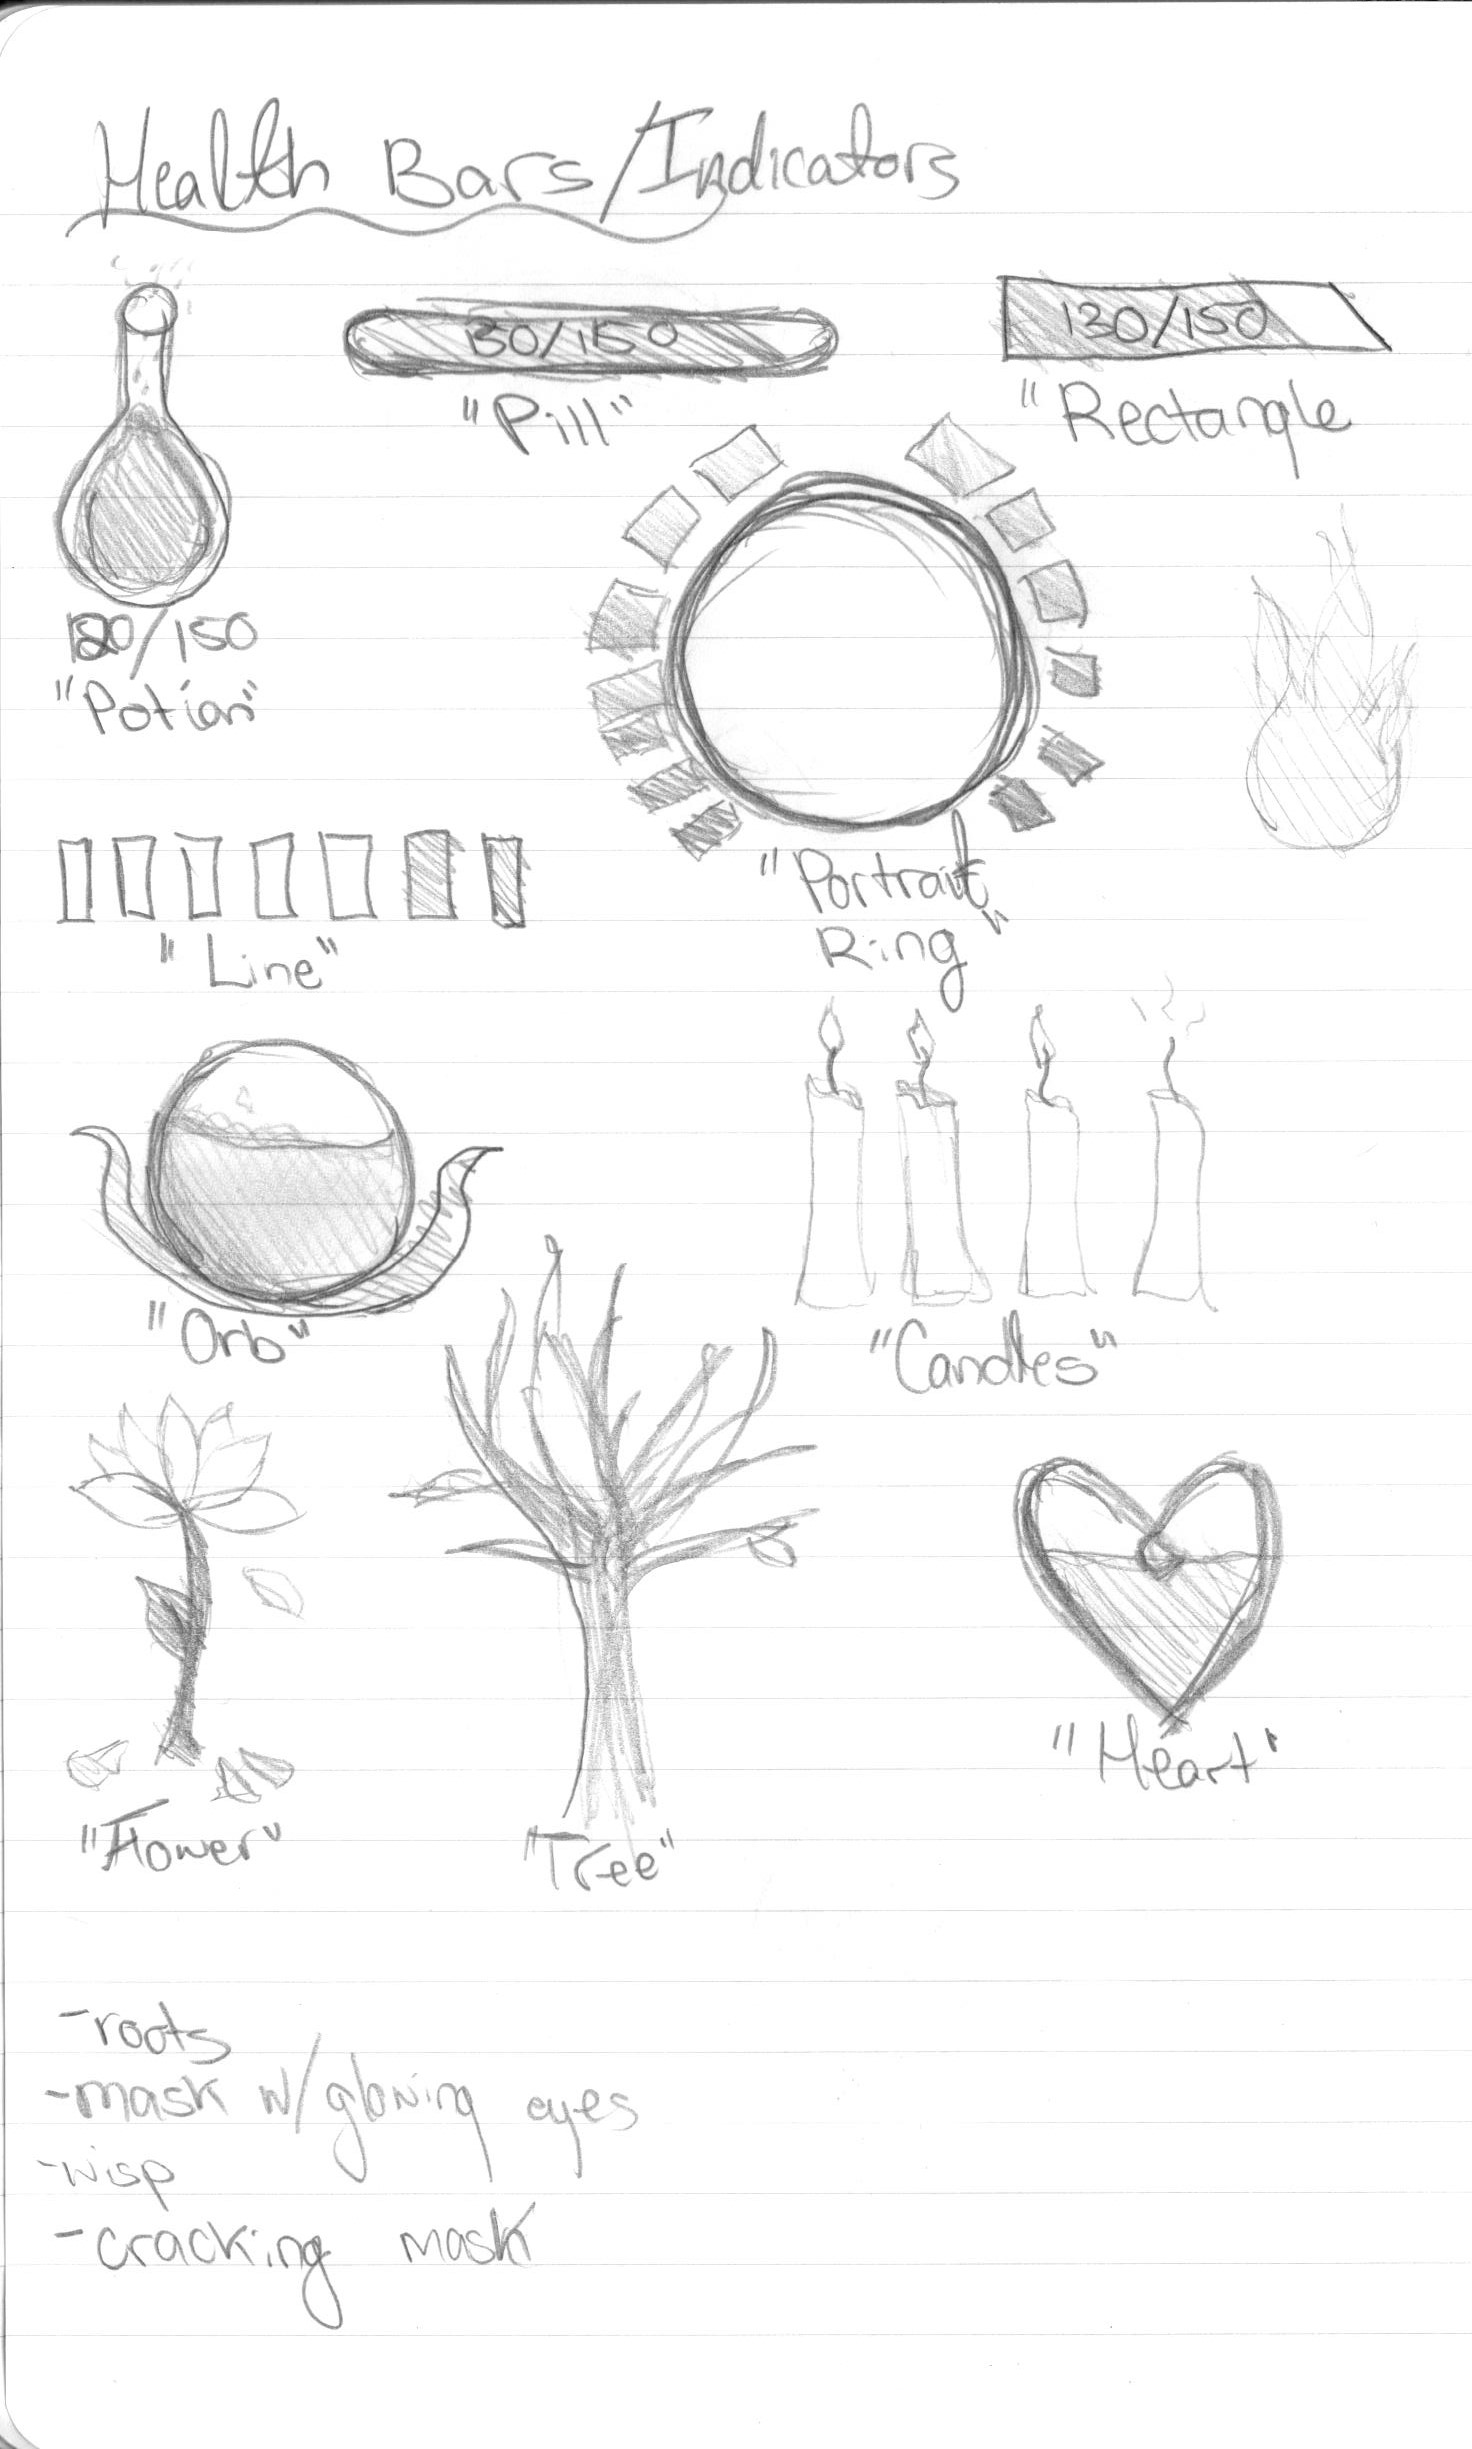 Health Bars/Indicators
130/150
"Pill"
130/150
"Rectangle
120/150
"Potion"
"Line"
"Portrait
Ring"
"Orb"
"Candles"
"Flower"
"Tree"
"Heart"
-roots
-mask w/glowing eyes
-wisp
-cracking mask